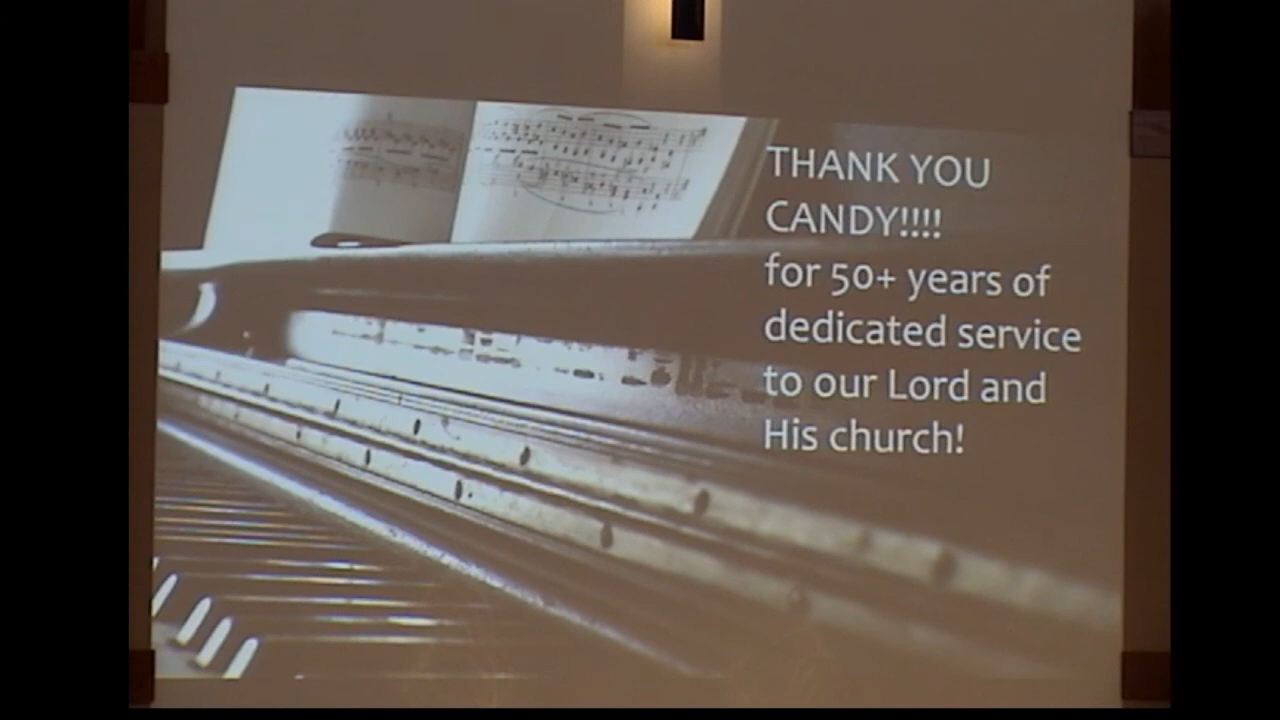 THANK YOU
CANDY!!!!
for 50+ years of
dedicated service
to our Lord and
His church!